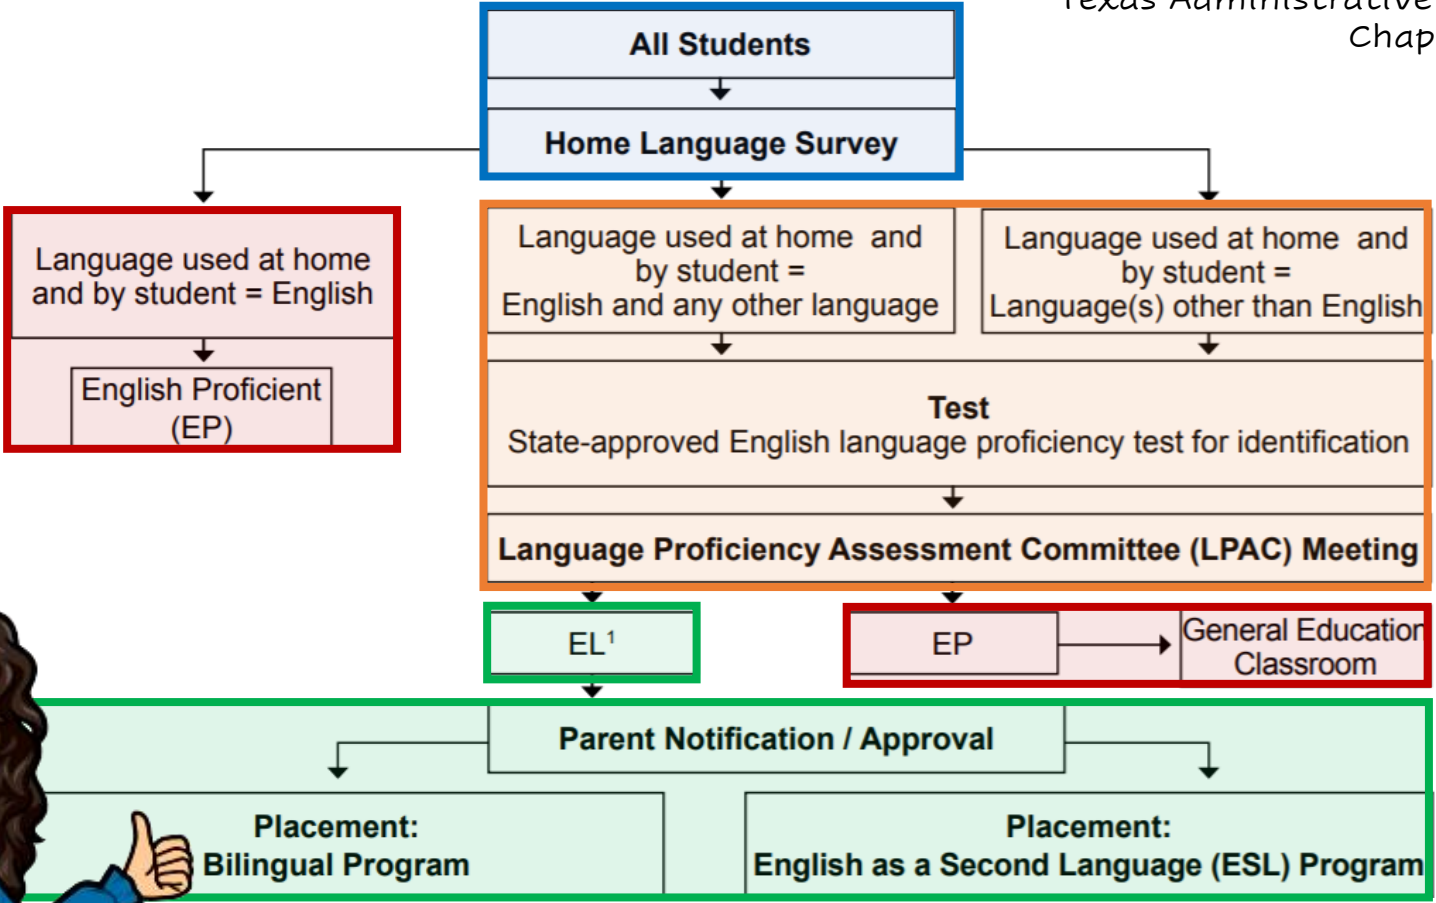 Texas Administrative
Chap
All Students
Home Language Survey
Language used at home
and by student = English
English Proficient
(EP)
Language used at home and
by student =
English and any other language
Language used at home and
by student =
Language(s) other than English
Test
State-approved English language proficiency test for identification
Language Proficiency Assessment Committee (LPAC) Meeting
EL¹
EP
General Education
Classroom
Parent Notification / Approval
Placement:
Bilingual Program
Placement:
English as a Second Language (ESL) Program